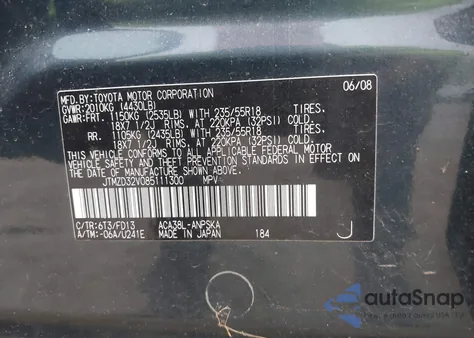 MFD.BY:TOYOTA MOTOR CORPORATION 06/08
GVWR:2010KG (4430LB)
GAWR:FRT. 1150KG (2535LB) WITH 235/55R18 TIRES.
18X7 1/2J RIMS. AT 220KPA (32PSI) COLD.
RR. 1105KG (2435LB) WITH 235/55R18 TIRES.
18X7 1/2J RIMS. AT 220KPA (32PSI) COLD.
THIS VEHICLE CONFORMS TO ALL APPLICABLE FEDERAL MOTOR
VEHICLE SAFETY AND THEFT PREVENTION STANDARDS IN
EFFECT ON THE DATE OF MANUFACTURE SHOWN ABOVE.
JTMZD32V085111300 MPV
C/TR:6T3/FD13 ACA38L-ANPSKA
A/TM:-06A/U241E MADE IN JAPAN 184 J
autoSnap